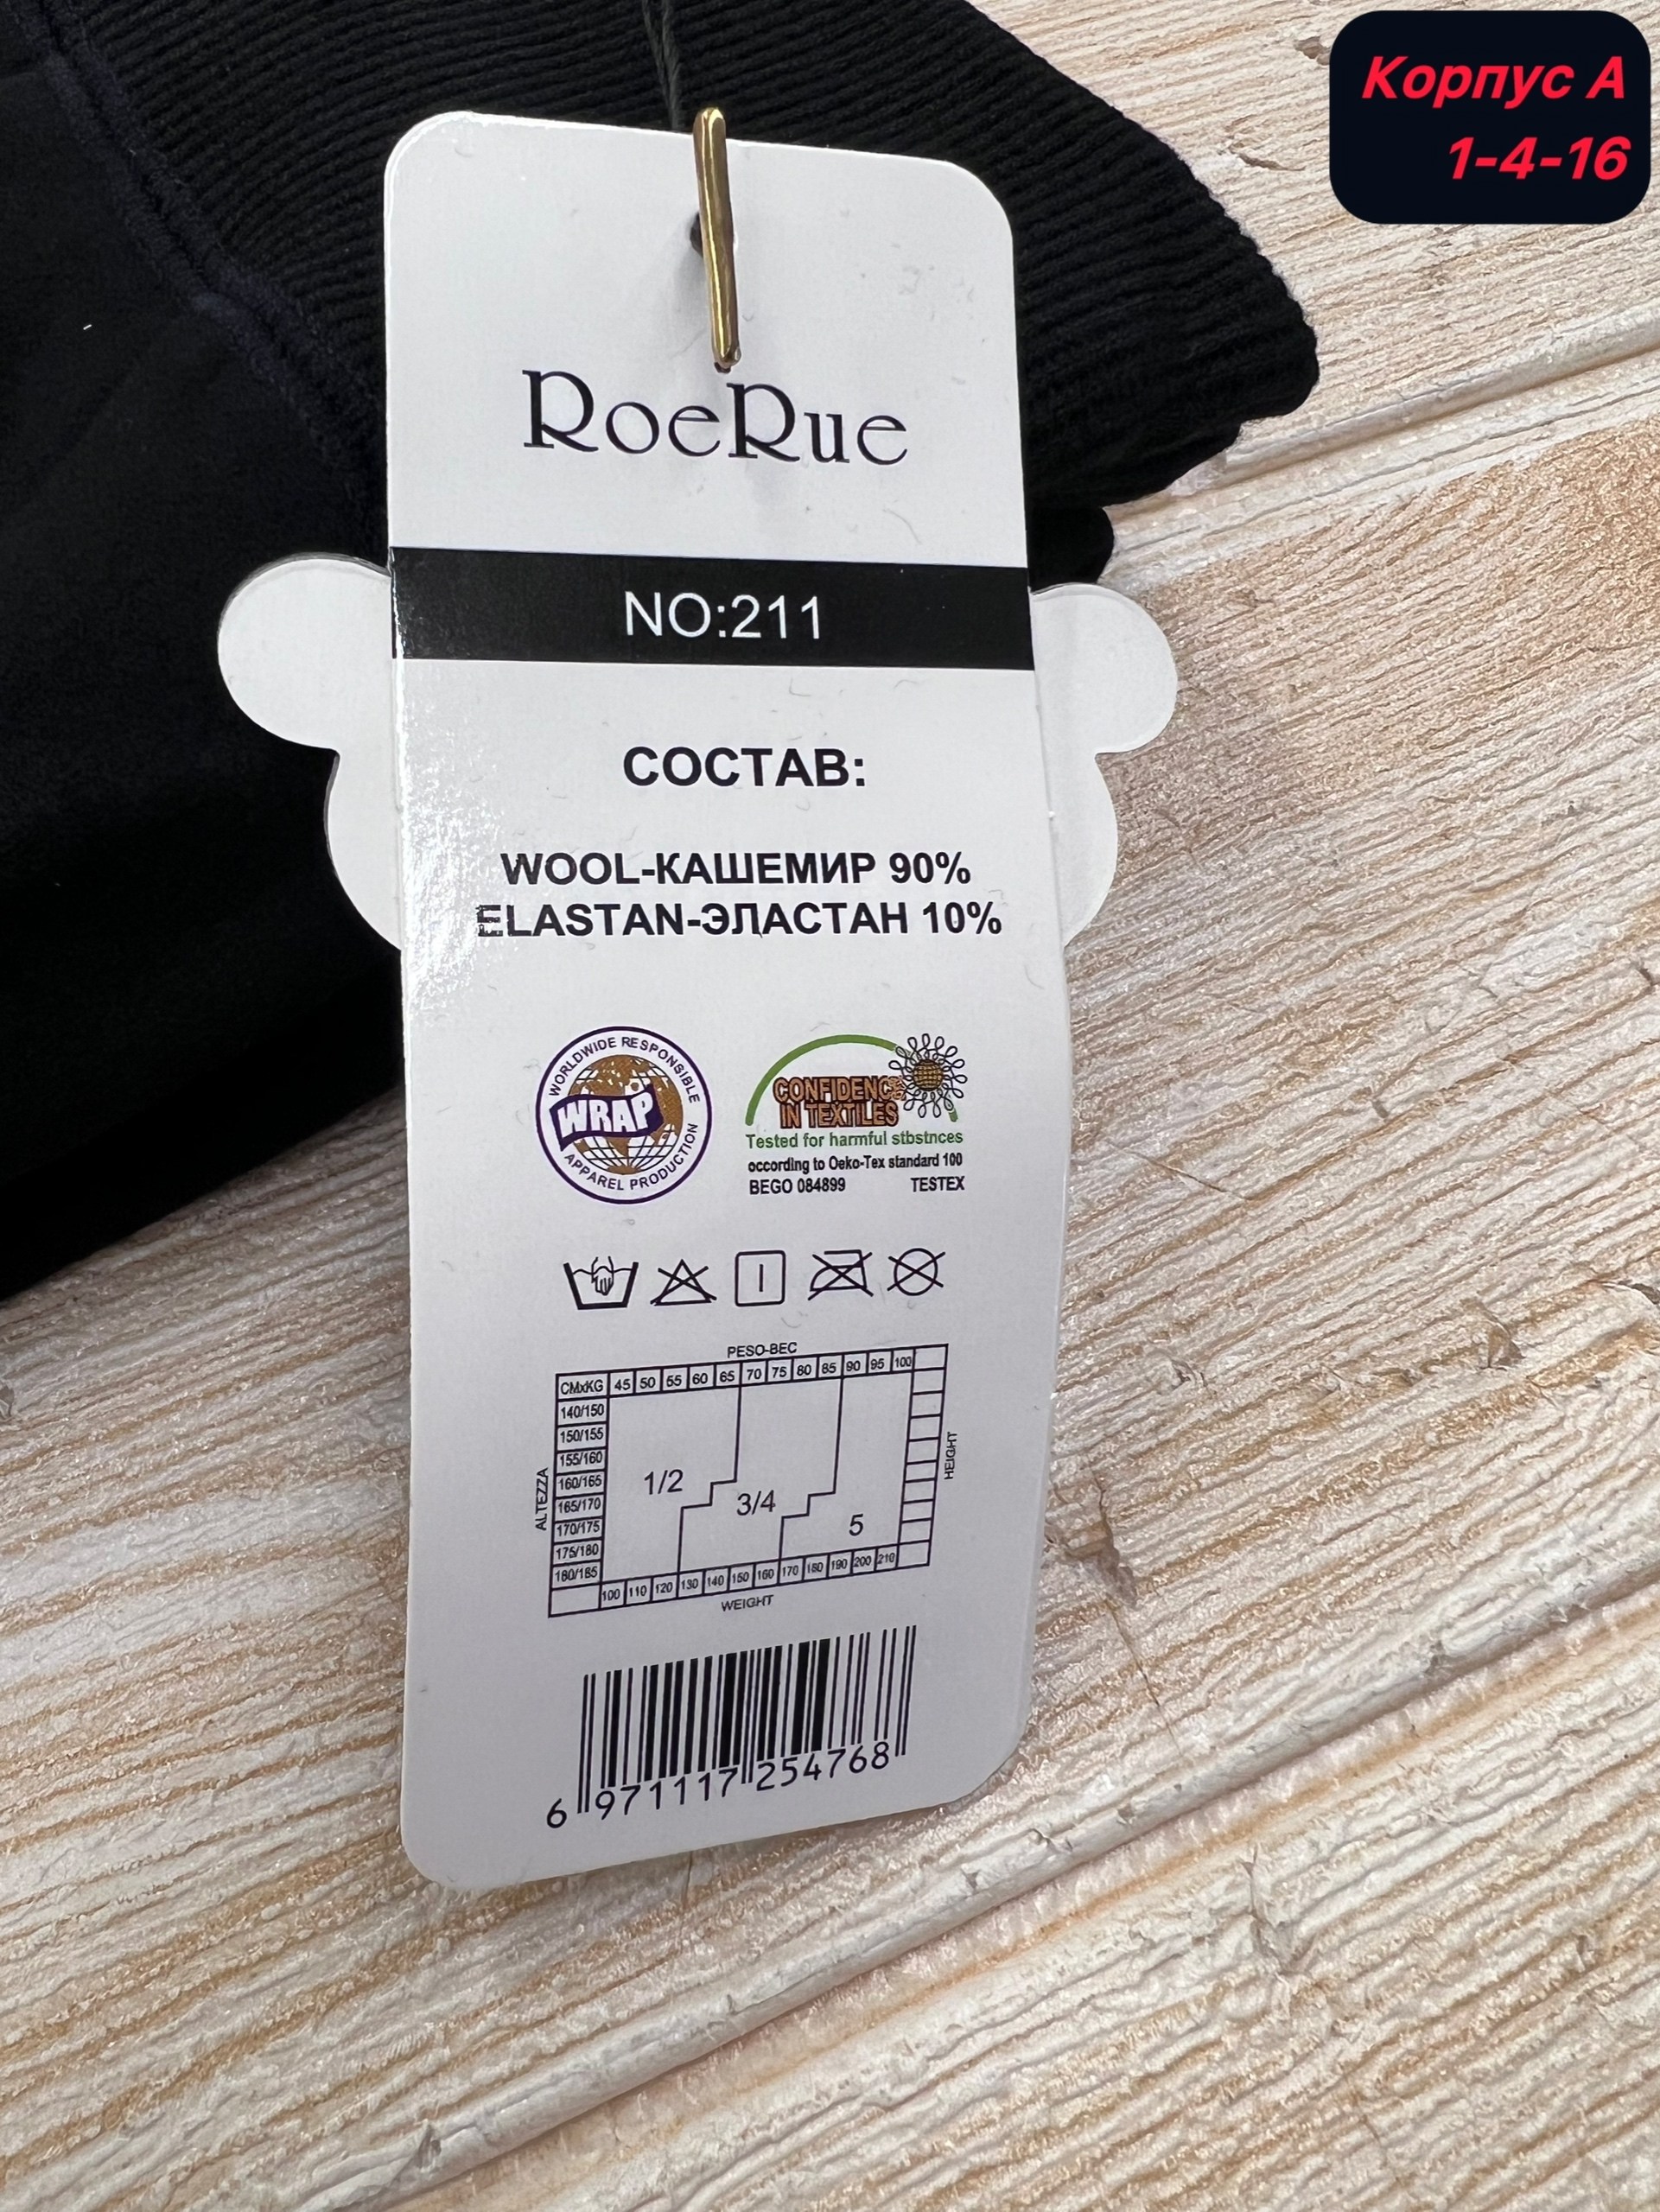 Корпус А
1-4-16
RoeRue
NO:211
СОСТАВ:
WOOL-КАШЕМИР 90%
ELASTAN-ЭЛАСТАН 10%
WORLDWIDE RESPONSIBLE
WRAP
APPAREL PRODUCTION
CONFIDENCE
IN TEXTILES
Tested for harmful stbstnces
occording to Oeko-Tex standard 100
BEGO 084899 TESTEX
PESO-ВЕС
CMxKG 45 50 55 60 65 70 75 80 85 90 95 100
140/150
150/155
155/160
160/165
165/170
170/175
175/180
180/185
1/2
3/4
5
ALTEZZA
HEIGHT
100 110 120 130 140 150 160 170 180 190 200 210
WEIGHT
6 971117 254768